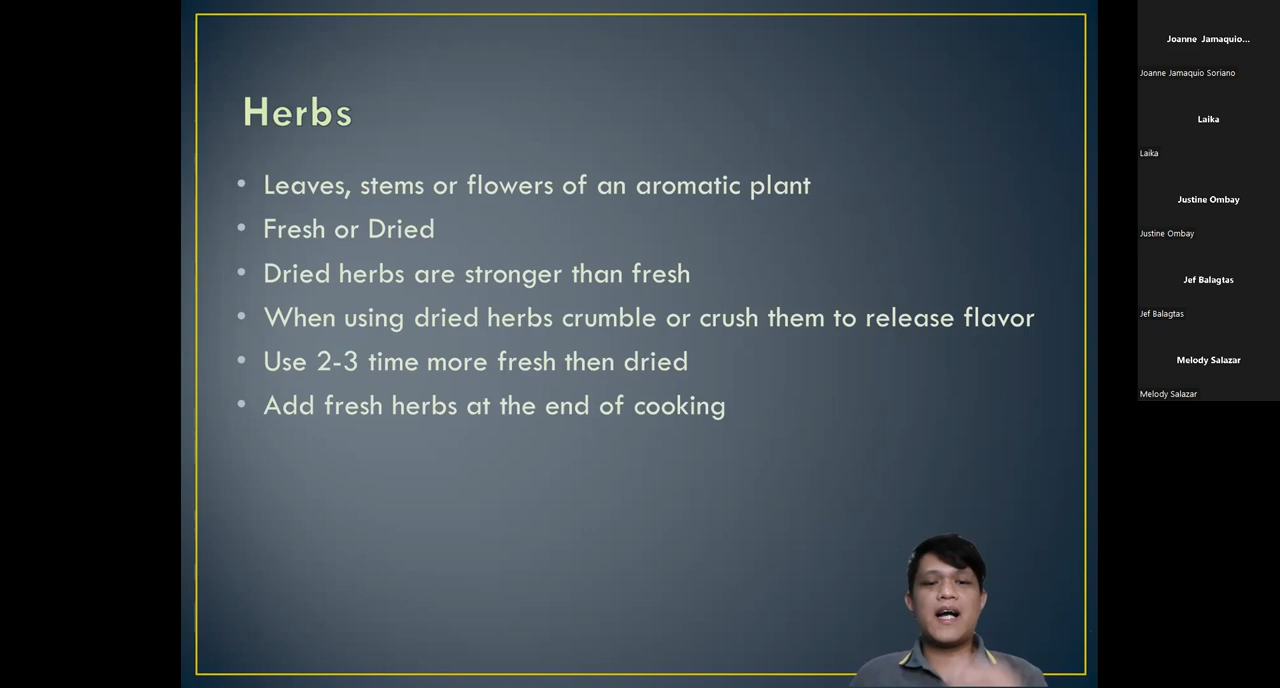 Herbs
Leaves, stems or flowers of an aromatic plant
Fresh or Dried
Dried herbs are stronger than fresh
When using dried herbs crumble or crush them to release flavor
Use 2-3 time more fresh then dried
Add fresh herbs at the end of cooking
Joanne Jamaquio...
Joanne Jamaquio Soriano
Laika
Laika
Justine Ombay
Justine Ombay
Jef Balagtas
Jef Balagtas
Melody Salazar
Melody Salazar